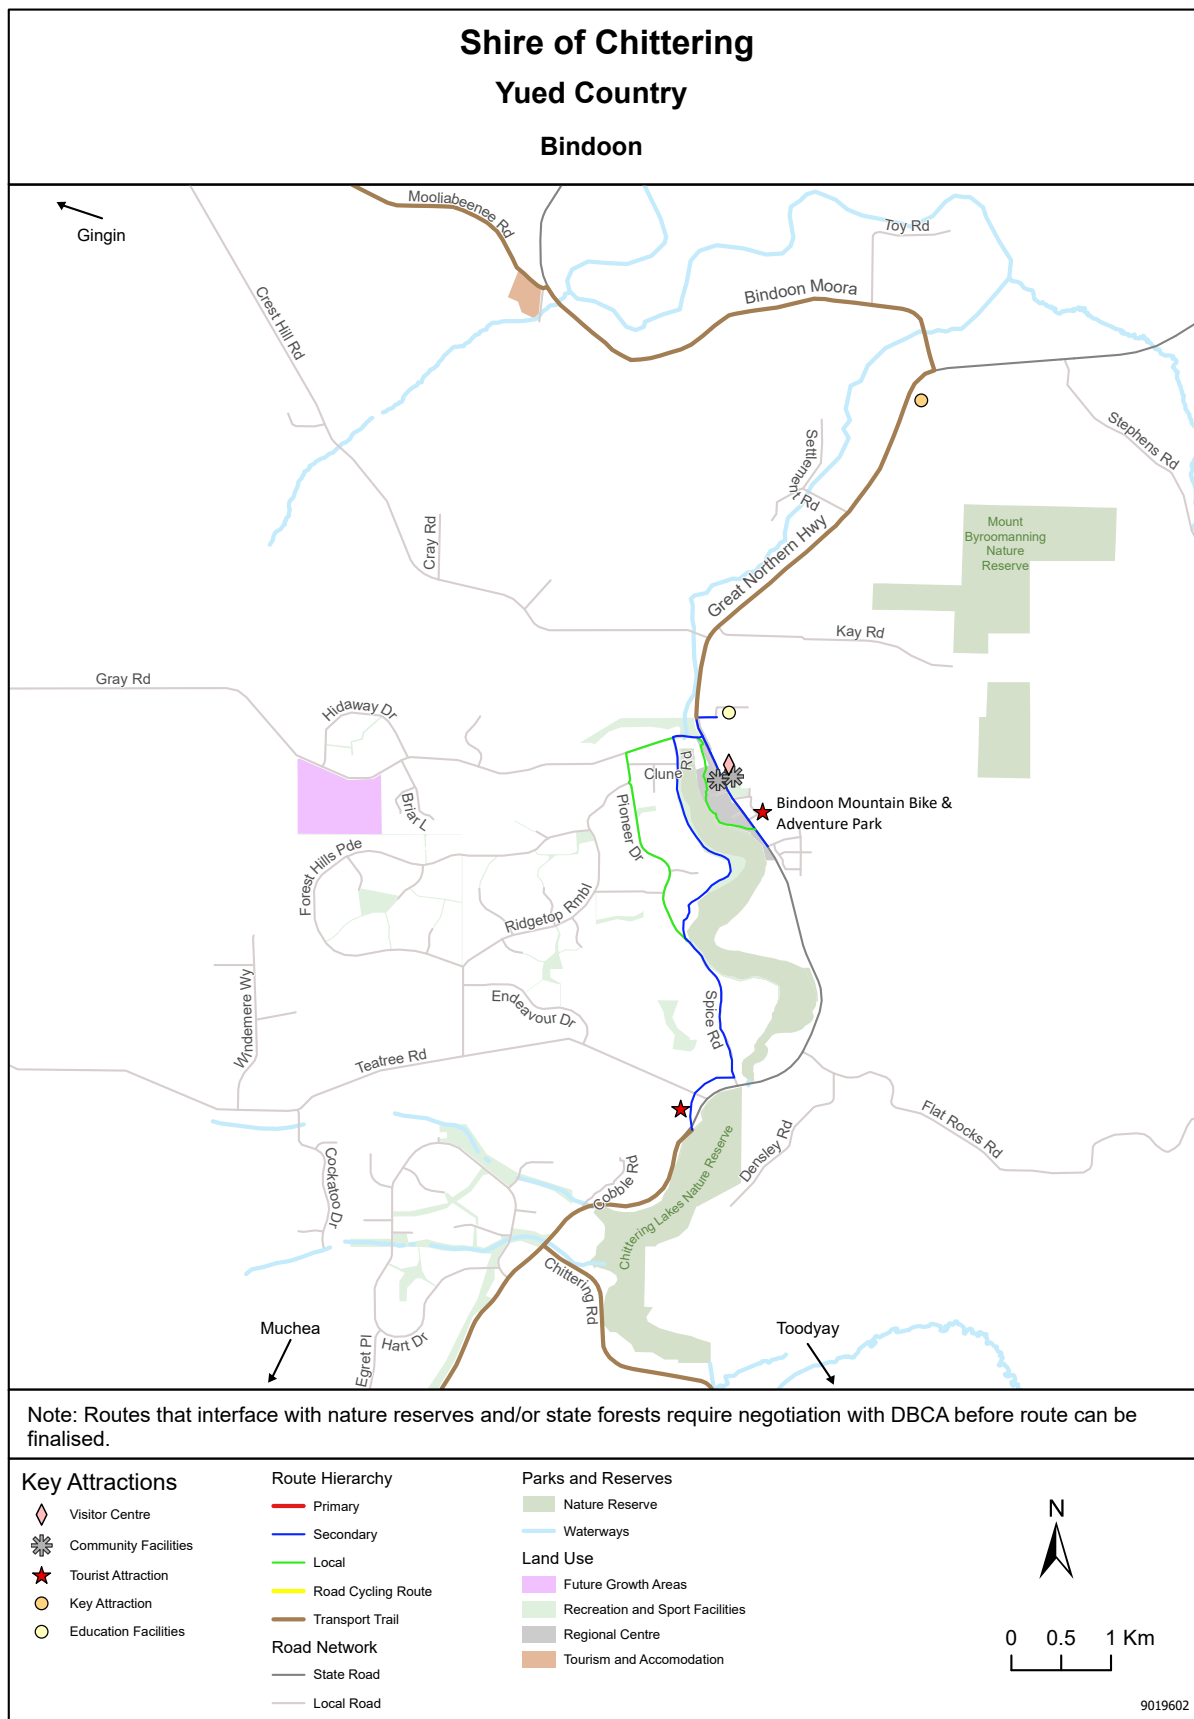 Shire of Chittering
Yued Country
Bindoon
Gingin
Mooliabeenee Rd
Toy Rd
Bindoon Moora
Crest Hill Rd
Stephens Rd
Settlement Rd
Cray Rd
Great Northern Hwy
Mount
Byroomanning
Nature
Reserve
Kay Rd
Gray Rd
Hidaway Dr
Clune
Rd
Briar L
Pioneer Dr
Bindoon Mountain Bike &
Adventure Park
Forest Hills Pde
Ridgetop Rmbl
Windemere Wy
Endeavour Dr
Spice Rd
Teatree Rd
Flat Rocks Rd
Densley Rd
Cockatoo Dr
Cobble Rd
Chittering Lakes Nature Reserve
Chittering Rd
Muchea
Toodyay
Hart Dr
Egret Pl
Note: Routes that interface with nature reserves and/or state forests require negotiation with DBCA before route can be
finalised.
Key Attractions
Visitor Centre
Community Facilities
Tourist Attraction
Key Attraction
Education Facilities
Route Hierarchy
Primary
Secondary
Local
Road Cycling Route
Transport Trail
Road Network
State Road
Local Road
Parks and Reserves
Nature Reserve
Waterways
Land Use
Future Growth Areas
Recreation and Sport Facilities
Regional Centre
Tourism and Accomodation
N
0 0.5 1 Km
9019602